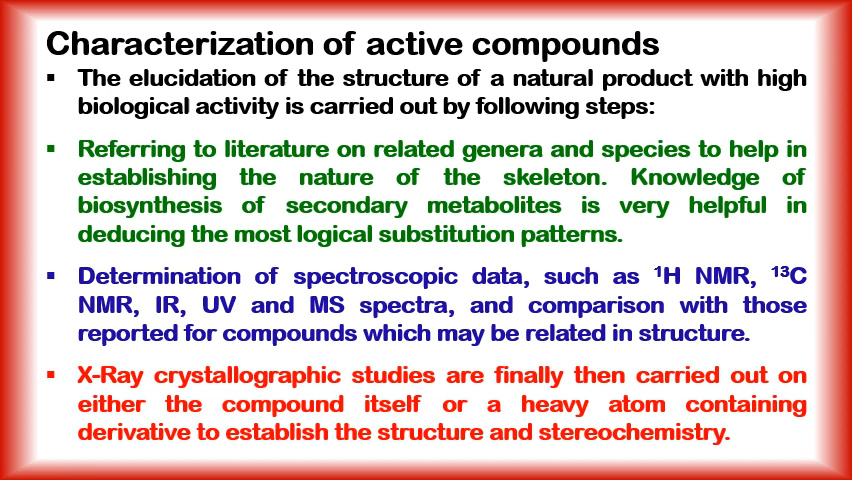 Characterization of active compounds
▪ The elucidation of the structure of a natural product with high
biological activity is carried out by following steps:
▪ Referring to literature on related genera and species to help in
establishing the nature of the skeleton. Knowledge of
biosynthesis of secondary metabolites is very helpful in
deducing the most logical substitution patterns.
▪ Determination of spectroscopic data, such as ¹H NMR, ¹³C
NMR, IR, UV and MS spectra, and comparison with those
reported for compounds which may be related in structure.
▪ X-Ray crystallographic studies are finally then carried out on
either the compound itself or a heavy atom containing
derivative to establish the structure and stereochemistry.